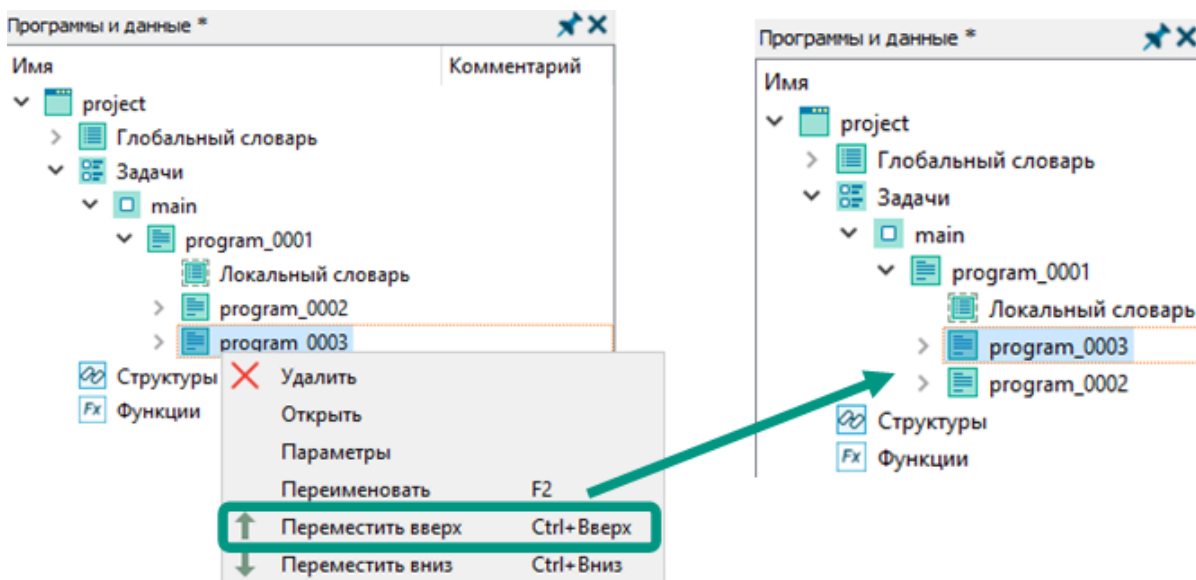 Программы и данные *
Имя Комментарий
project
Глобальный словарь
Задачи
main
program_0001
Локальный словарь
program_0002
program_0003
Структуры
Fx Функции
Удалить
Открыть
Параметры
Переименовать F2
Переместить вверх Ctrl+Вверх
Переместить вниз Ctrl+Вниз
Программы и данные *
Имя
project
Глобальный словарь
Задачи
main
program_0001
Локальный словарь
program_0003
program_0002
Структуры
Fx Функции